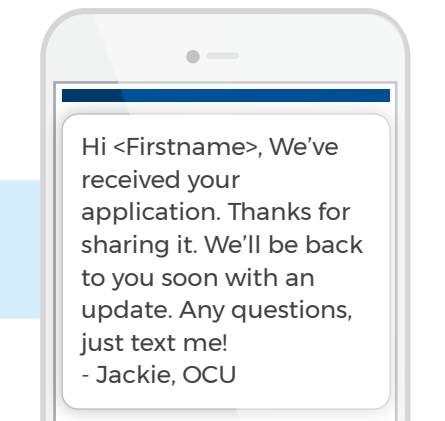 Hi <Firstname>, We’ve
received your
application. Thanks for
sharing it. We’ll be back
to you soon with an
update. Any questions,
just text me!
- Jackie, OCU